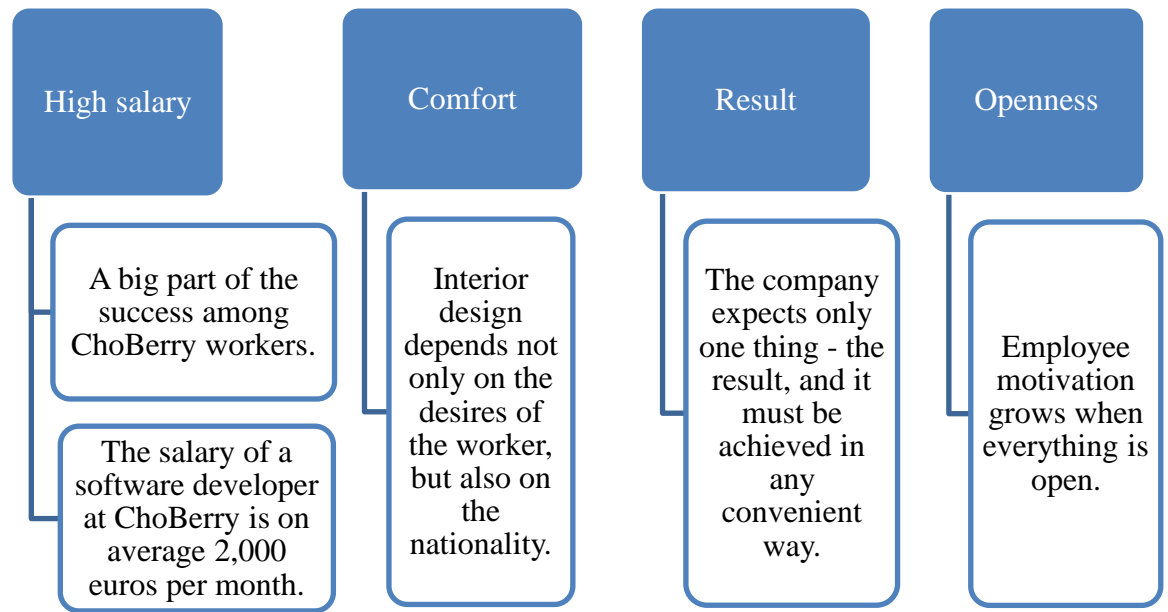 High salary
A big part of the
success among
ChoBerry workers.
The salary of a
software developer
at ChoBerry is on
average 2,000
euros per month.
Comfort
Interior
design
depends not
only on the
desires of
the worker,
but also on
the
nationality.
Result
The company
expects only
one thing - the
result, and it
must be
achieved in
any
convenient
way.
Openness
Employee
motivation
grows when
everything is
open.